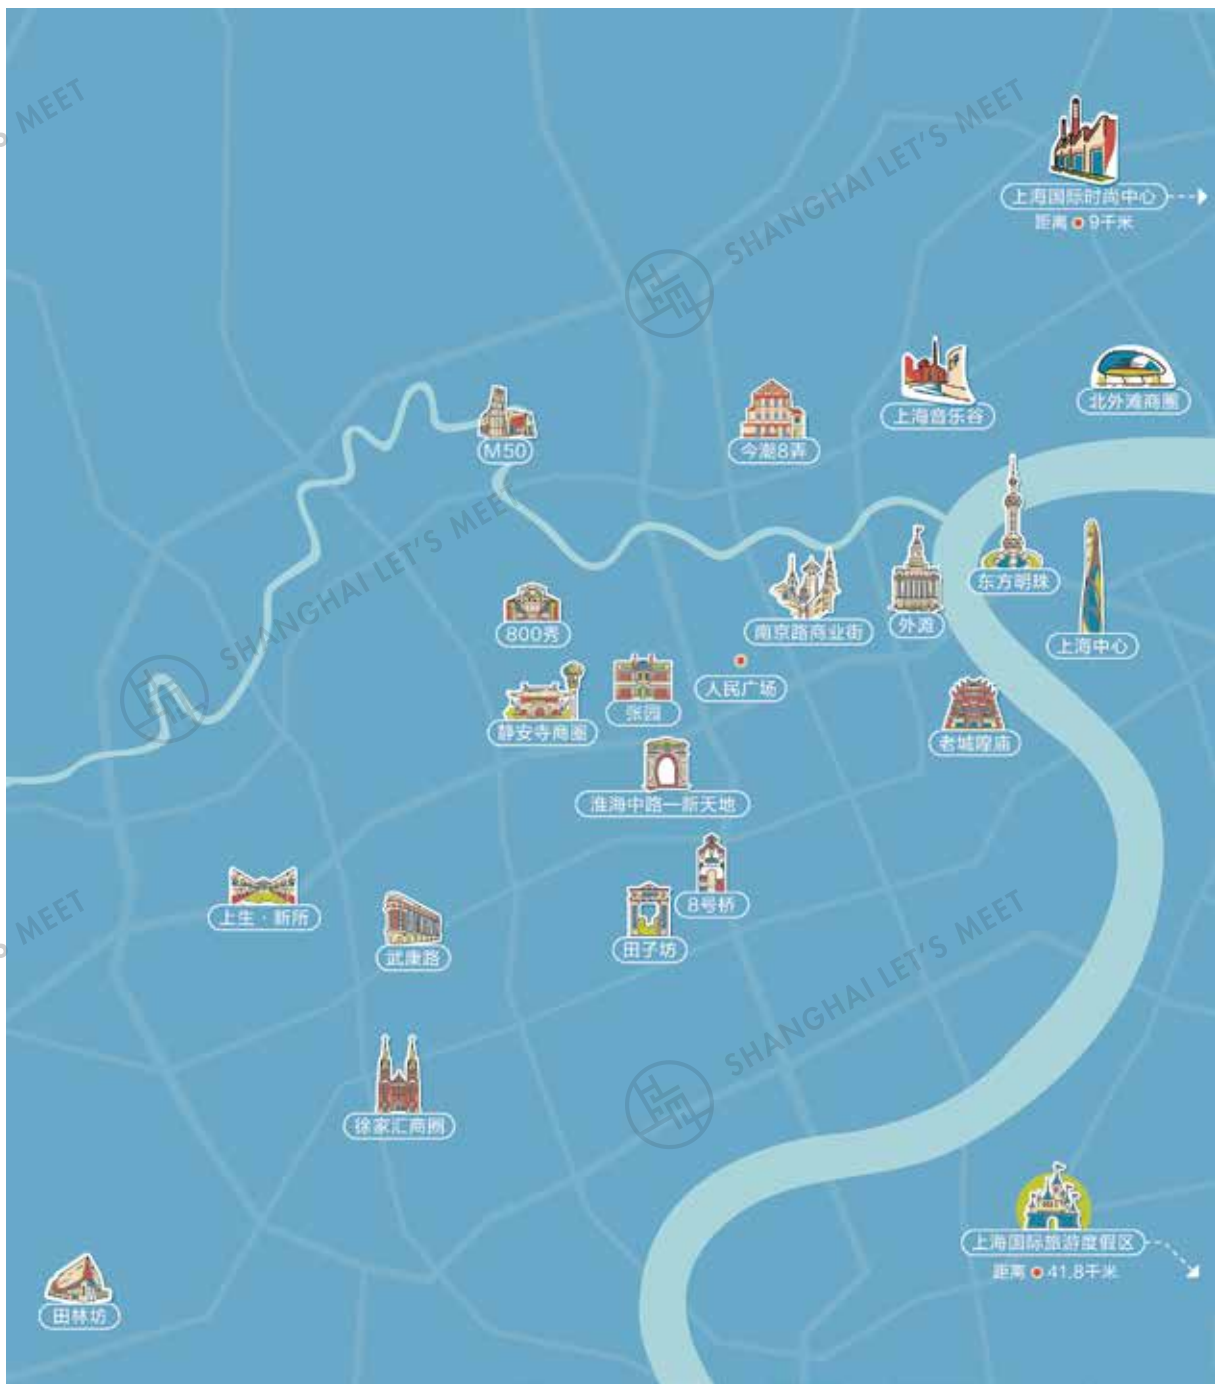 MEET
SHANGHAI LET'S MEET
上海国际时尚中心
距离 9千米
上海音乐谷
北外滩商圈
M50
今潮8弄
SHANGHAI LET'S MEET
东方明珠
800秀
南京路商业街
外滩
上海中心
人民广场
张园
静安寺商圈
老城隍庙
淮海中路—新天地
上生·新所
8号桥
MEET
武康路
田子坊
SHANGHAI LET'S MEET
徐家汇商圈
上海国际旅游度假区
距离 41.8千米
田林坊